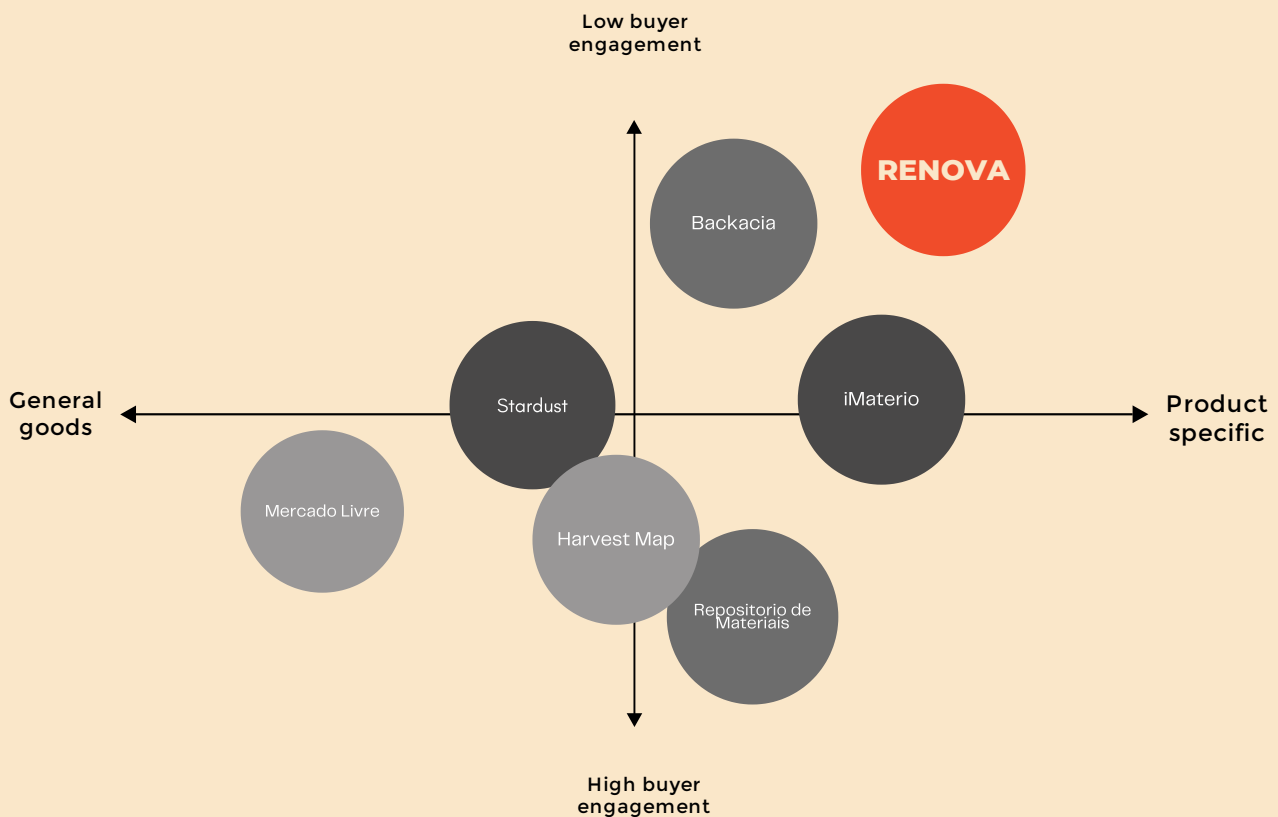 Low buyer
engagement
RENOVA
Backacia
General
goods
Stardust
iMaterio
Product
specific
Mercado Livre
Harvest Map
Repositorio de
Materiais
High buyer
engagement